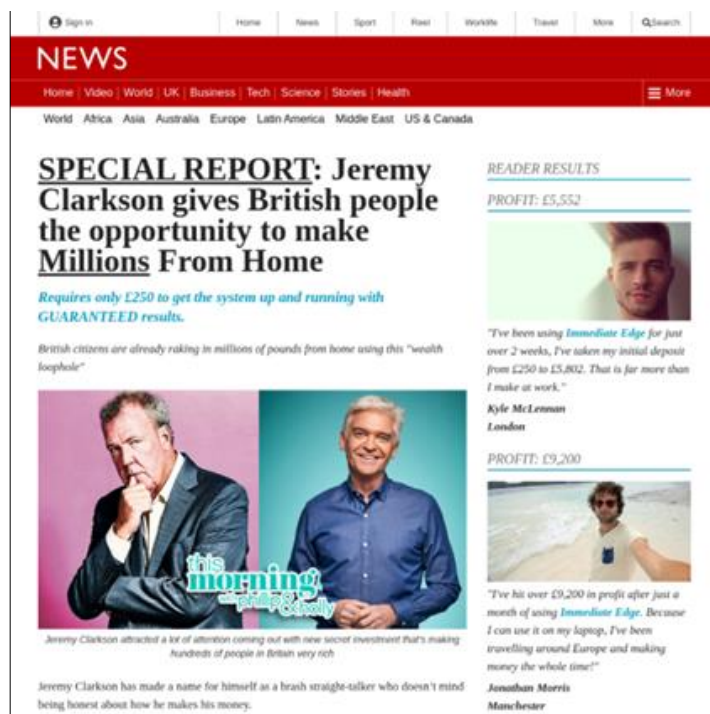 Sign in
Home
News
Sport
Reel
Worklife
Travel
More
Search
NEWS
Home
Video
World
UK
Business
Tech
Science
Stories
Health
More
World
Africa
Asia
Australia
Europe
Latin America
Middle East
US & Canada
SPECIAL REPORT: Jeremy
Clarkson gives British people
the opportunity to make
Millions From Home
Requires only £250 to get the system up and running with
GUARANTEED results.
British citizens are already raking in millions of pounds from home using this "wealth
loophole"
this
morning
with phillip & holly
Jeremy Clarkson attracted a lot of attention coming out with new secret investment that's making
hundreds of people in Britain very rich
Jeremy Clarkson has made a name for himself as a brash straight-talker who doesn't mind
being honest about how he makes his money.
READER RESULTS
PROFIT: £5,552
"I've been using Immediate Edge for just
over 2 weeks, I've taken my initial deposit
from £250 to £5,802. That is far more than
I make at work."
Kyle McLennan
London
PROFIT: £9,200
"I've hit over £9,200 in profit after just a
month of using Immediate Edge. Because
I can use it on my laptop, I've been
travelling around Europe and making
money the whole time!"
Jonathan Morris
Manchester